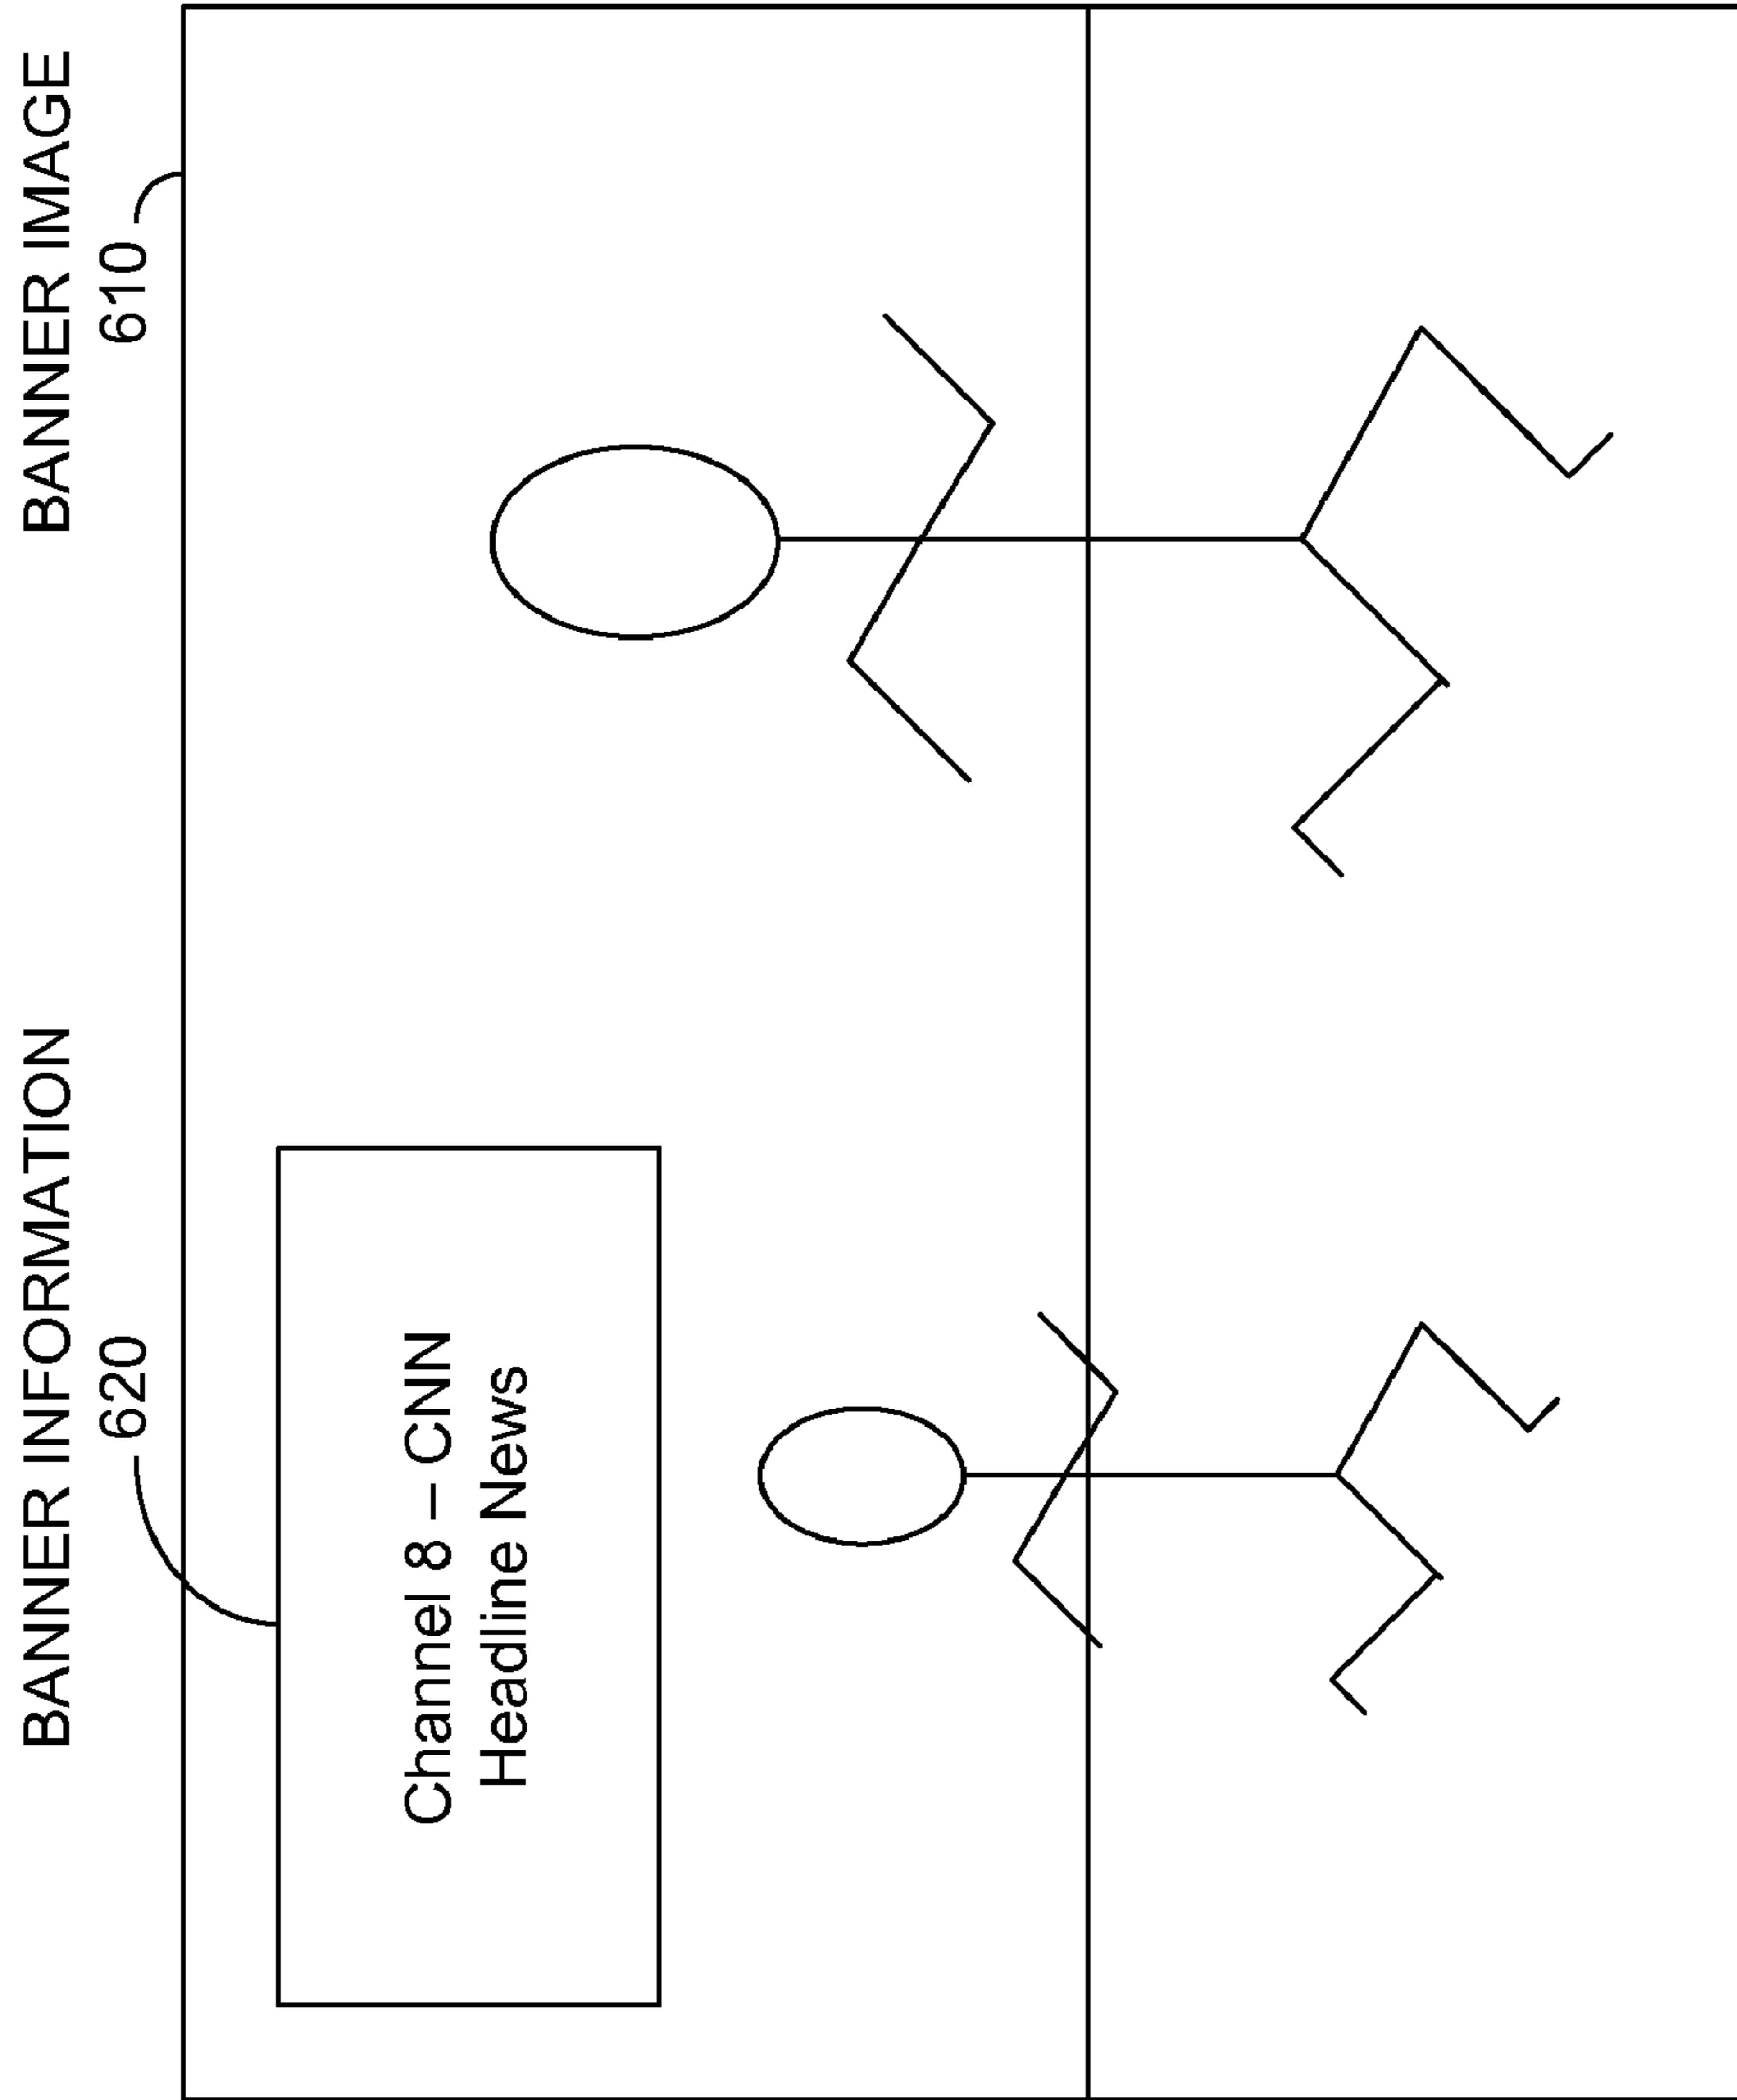 BANNER INFORMATION
BANNER IMAGE
620
610
Channel 8 – CNN
Headline News